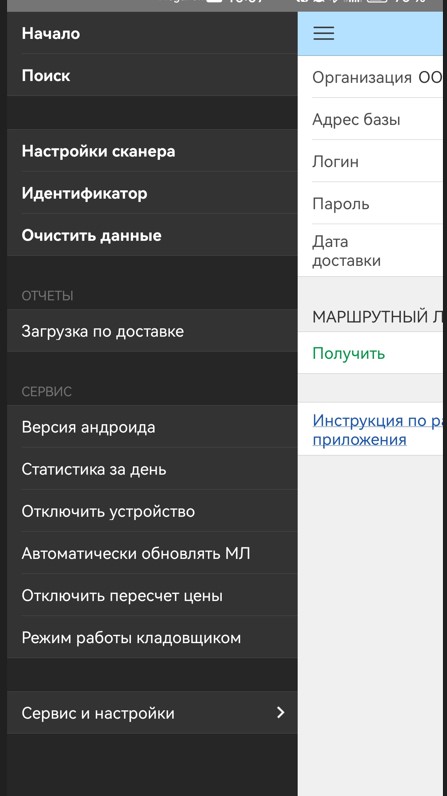 Начало
Поиск
Настройки сканера
Идентификатор
Очистить данные
ОТЧЕТЫ
Загрузка по доставке
СЕРВИС
Версия андроида
Статистика за день
Отключить устройство
Автоматически обновлять МЛ
Отключить пересчет цены
Режим работы кладовщиком
Сервис и настройки
Организация ОО
Адрес базы
Логин
Пароль
Дата
доставки
МАРШРУТНЫЙ Л
Получить
Инструкция по ра
приложения